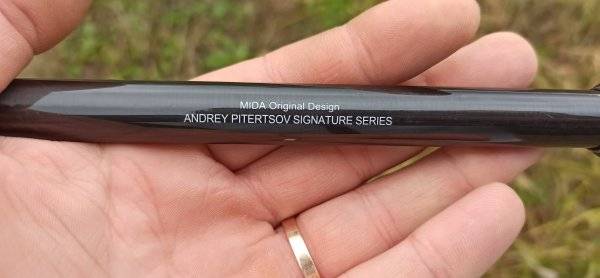 MiDA Original Design
ANDREY PITERTSOV SIGNATURE SERIES